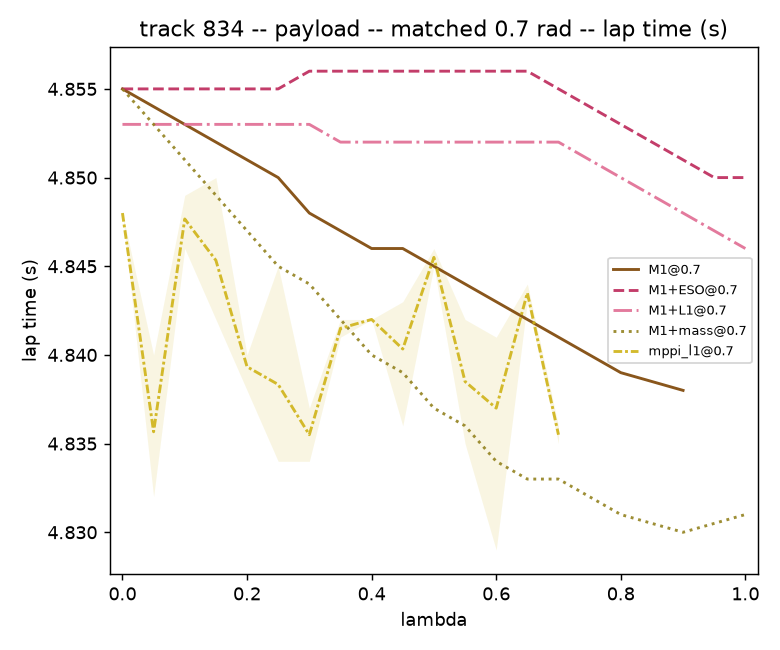 track 834 -- payload -- matched 0.7 rad -- lap time (s)
lap time (s)
4.855
4.850
4.845
4.840
4.835
4.830
M1@0.7
M1+ESO@0.7
M1+L1@0.7
M1+mass@0.7
mppi_l1@0.7
0.0 0.2 0.4 0.6 0.8 1.0
lambda